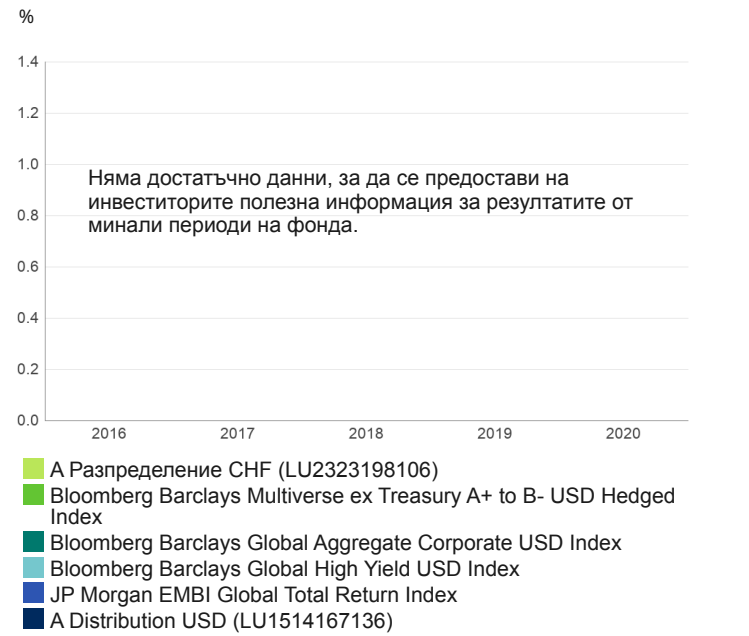 %
1.4
1.2
1.0
Няма достатъчно данни, за да се предостави на
инвеститорите полезна информация за резултатите от
0.8
минали периоди на фонда.
0.6
0.4
0.2
0.0
2016 2017 2018 2019 2020
А Разпределение CHF (LU2323198106)
Bloomberg Barclays Multiverse ex Treasury A+ to B- USD Hedged
Index
Bloomberg Barclays Global Aggregate Corporate USD Index
Bloomberg Barclays Global High Yield USD Index
JP Morgan EMBI Global Total Return Index
A Distribution USD (LU1514167136)